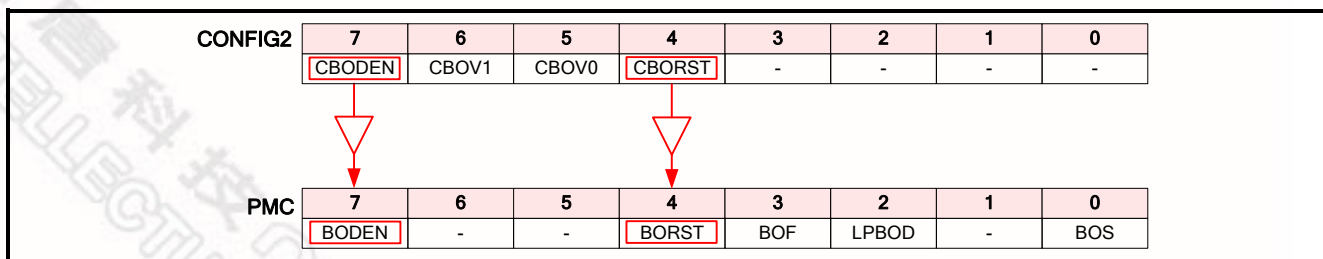 CONFIG2 7 6 5 4 3 2 1 0
CBODEN CBOV1 CBOV0 CBORST - - - -
PMC 7 6 5 4 3 2 1 0
BODEN - - BORST BOF LPBOD - BOS